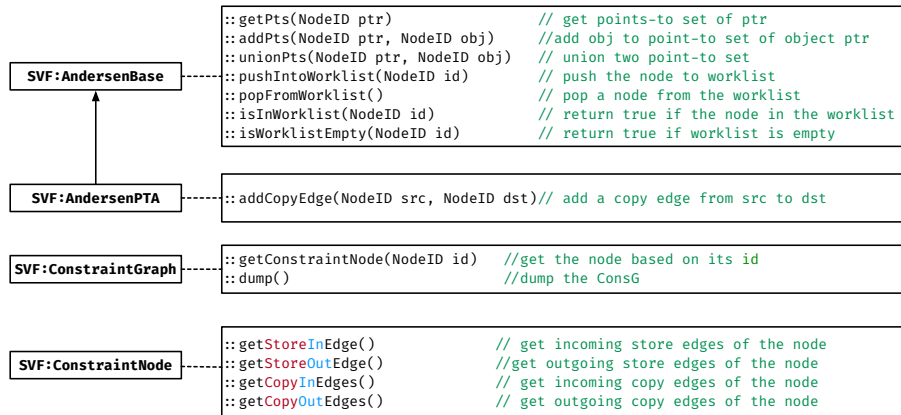 ::getPts(NodeID ptr) // get points-to set of ptr
::addPts(NodeID ptr, NodeID obj) //add obj to point-to set of object ptr
::unionPts(NodeID ptr, NodeID obj) // union two point-to set
SVF:AndersenBase ::pushIntoWorklist(NodeID id) // push the node to worklist
::popFromWorklist() // pop a node from the worklist
::isInWorklist(NodeID id) // return true if the node in the worklist
::isWorklistEmpty(NodeID id) // return true if worklist is empty
SVF:AndersenPTA ::addCopyEdge(NodeID src, NodeID dst)// add a copy edge from src to dst
SVF:ConstraintGraph ::getConstraintNode(NodeID id) //get the node based on its id
::dump() //dump the ConsG
::getStoreInEdge() // get incoming store edges of the node
SVF:ConstraintNode ::getStoreOutEdge() //get outgoing store edges of the node
::getCopyInEdges() // get incoming copy edges of the node
::getCopyOutEdges() // get outgoing copy edges of the node